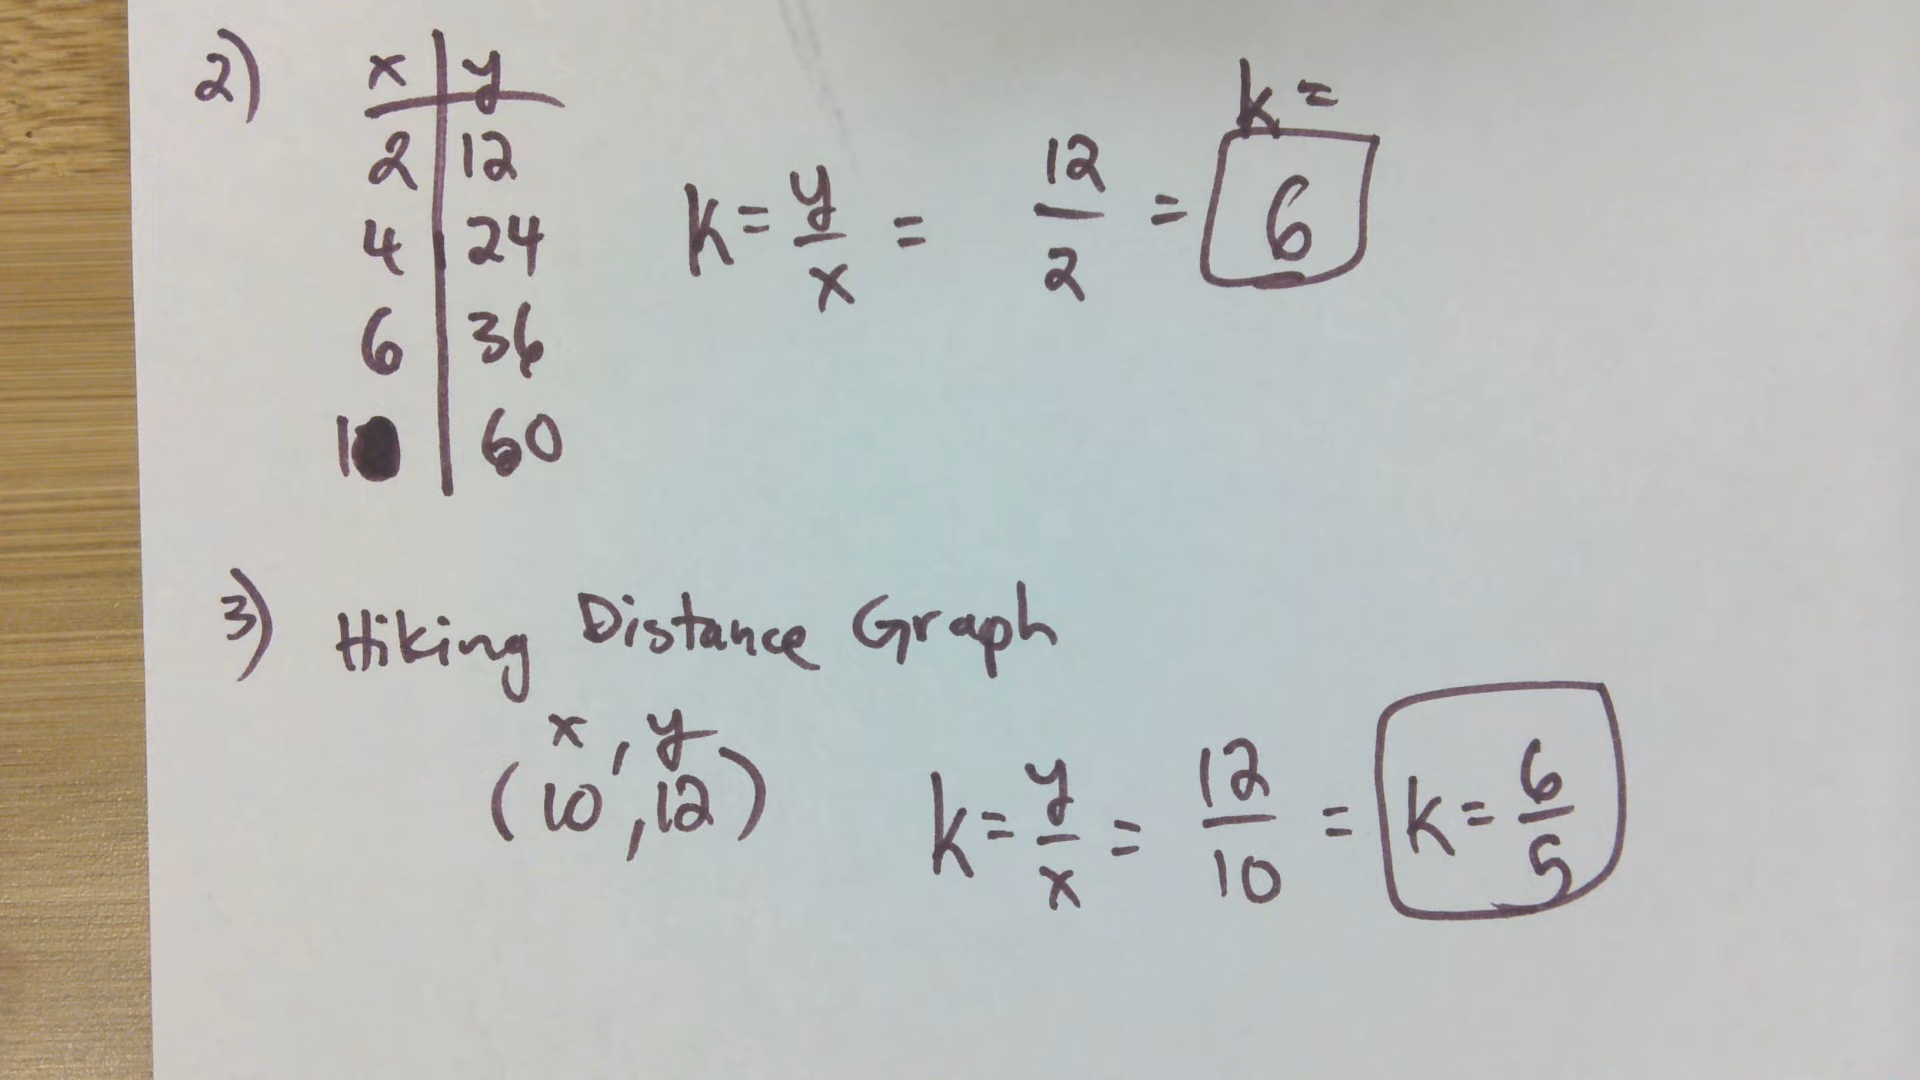 2)
x y
2 12
4 24
6 36
10 60
k = y/x = 12/2 =
k =
6
3) Hiking Distance Graph
x, y
(10, 12)
k = y/x = 12/10 = k = 6/5